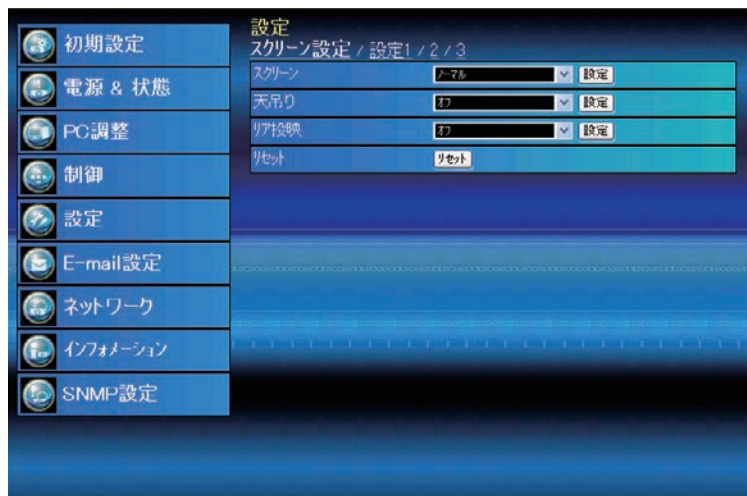 初期設定
電源 & 状態
PC調整
制御
設定
E-mail設定
ネットワーク
インフォメーション
SNMP設定
設定
スクリーン設定 / 設定1 / 2 / 3
スクリーン ノーマル 設定
天吊り オフ 設定
リア投映 オフ 設定
リセット リセット